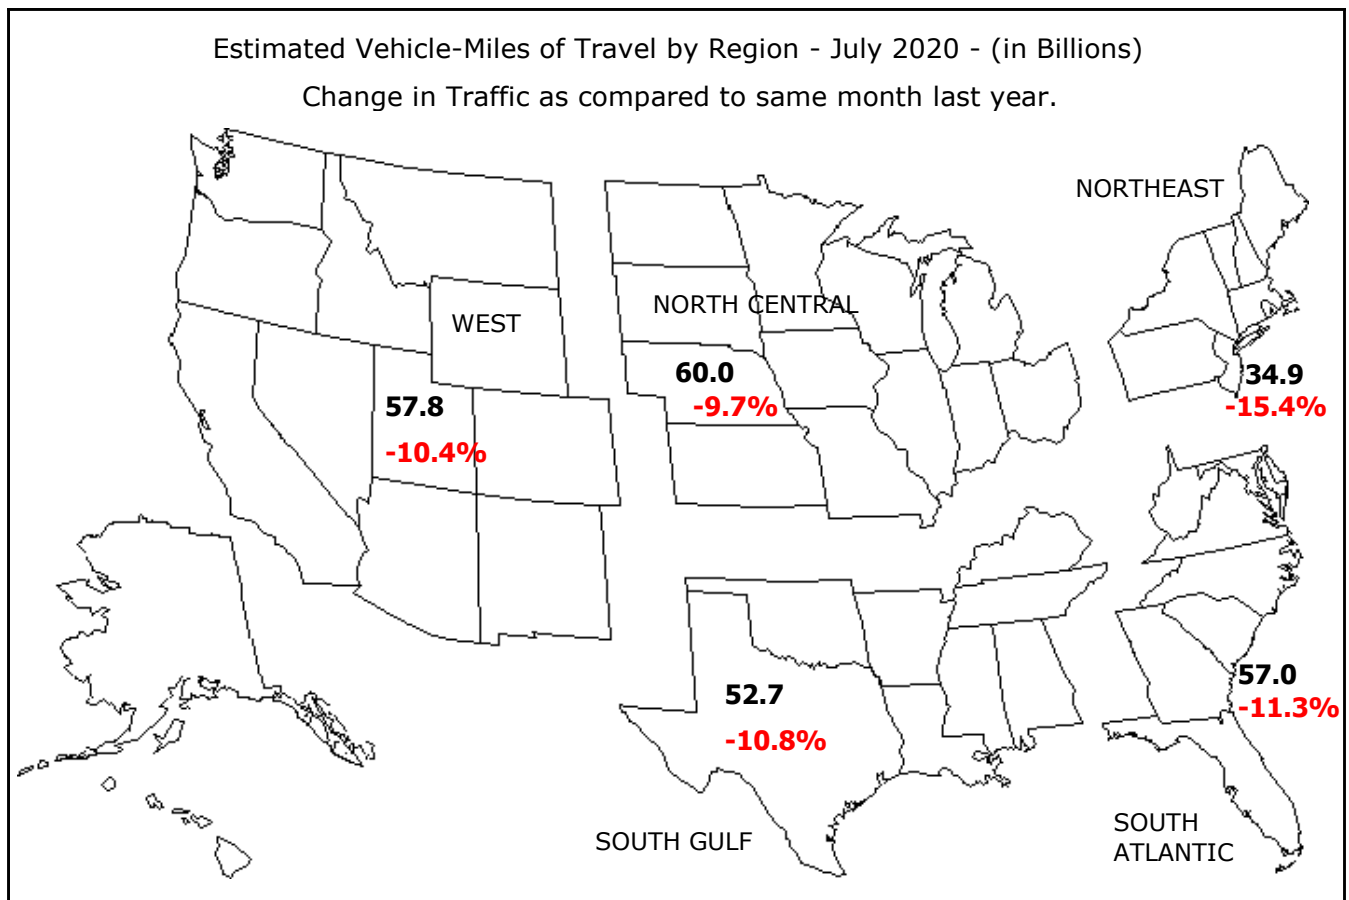 Estimated Vehicle-Miles of Travel by Region - July 2020 - (in Billions)
Change in Traffic as compared to same month last year.
NORTHEAST
NORTH CENTRAL
WEST
60.0
-9.7%
34.9
-15.4%
57.8
-10.4%
57.0
-11.3%
52.7
-10.8%
SOUTH GULF
SOUTH
ATLANTIC